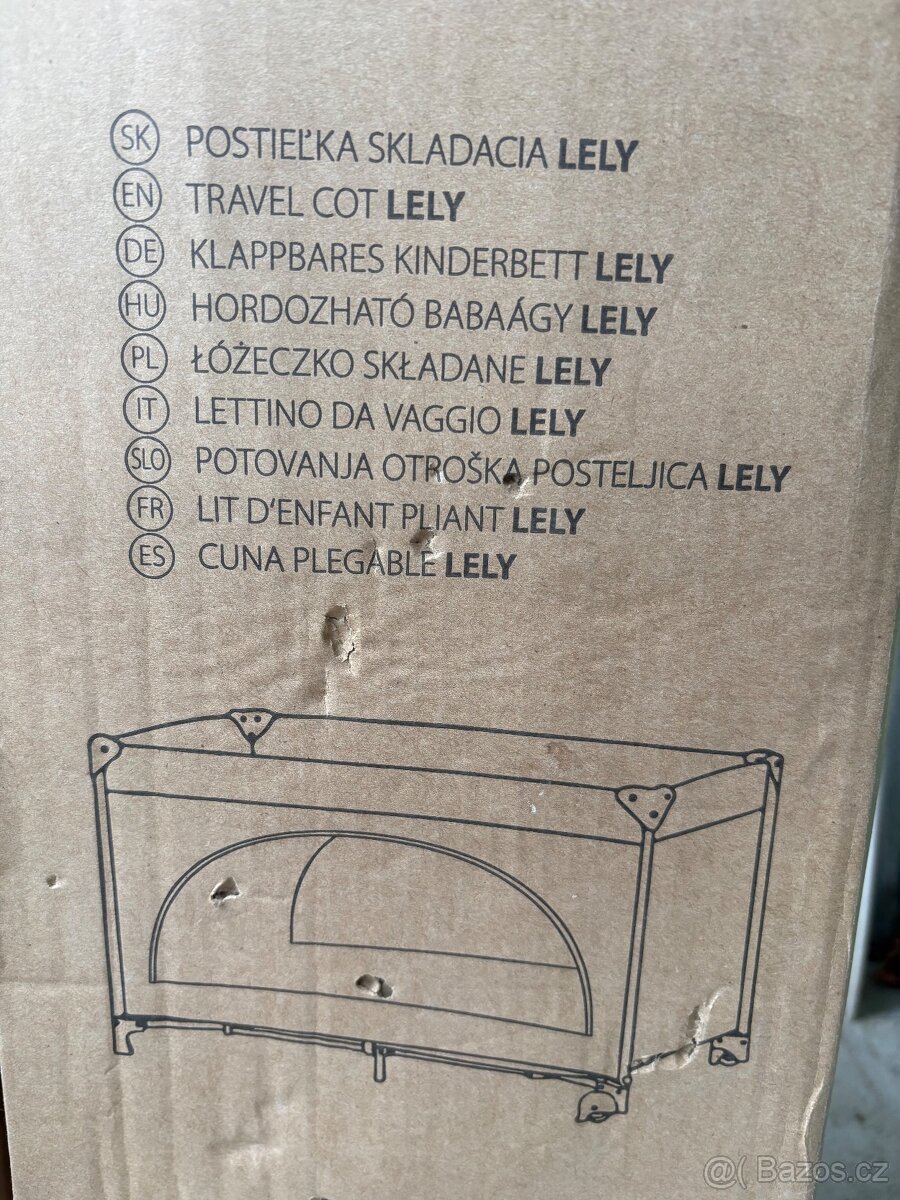 SK POSTIEĽKA SKLADACIA LELY
EN TRAVEL COT LELY
DE KLAPPBARES KINDERBETT LELY
HU HORDOZHATÓ BABAÁGY LELY
PL ŁÓŻECZKO SKŁADANE LELY
IT LETTINO DA VAGGIO LELY
SLO POTOVANJA OTROŠKA POSTELJICA LELY
FR LIT D'ENFANT PLIANT LELY
ES CUNA PLEGABLE LELY
@( Bazos.cz